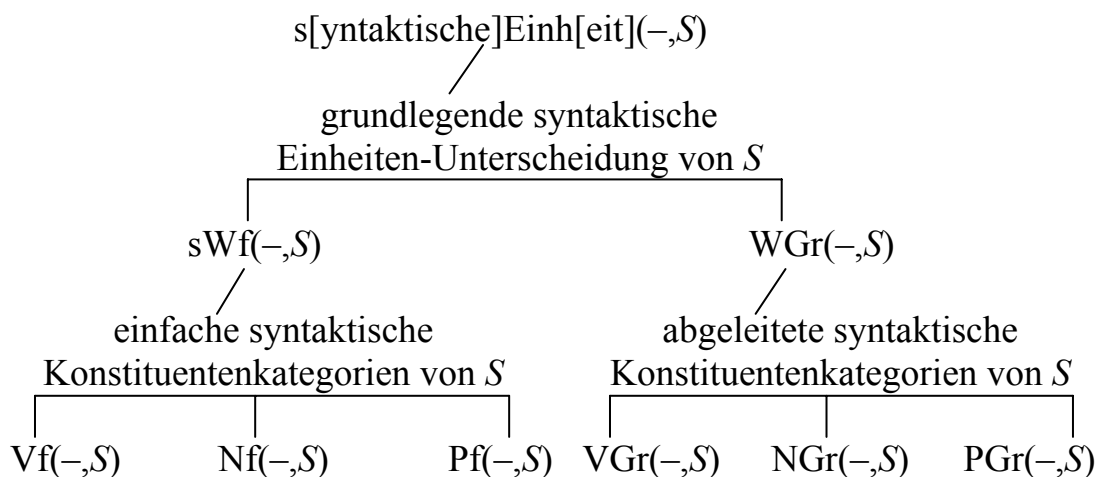 s[yntaktische]Einh[eit](–,S)
grundlegende syntaktische
Einheiten-Unterscheidung von S
sWf(–,S) WGr(–,S)
einfache syntaktische abgeleitete syntaktische
Konstituentenkategorien von S Konstituentenkategorien von S
Vf(–,S) Nf(–,S) Pf(–,S) VGr(–,S) NGr(–,S) PGr(–,S)